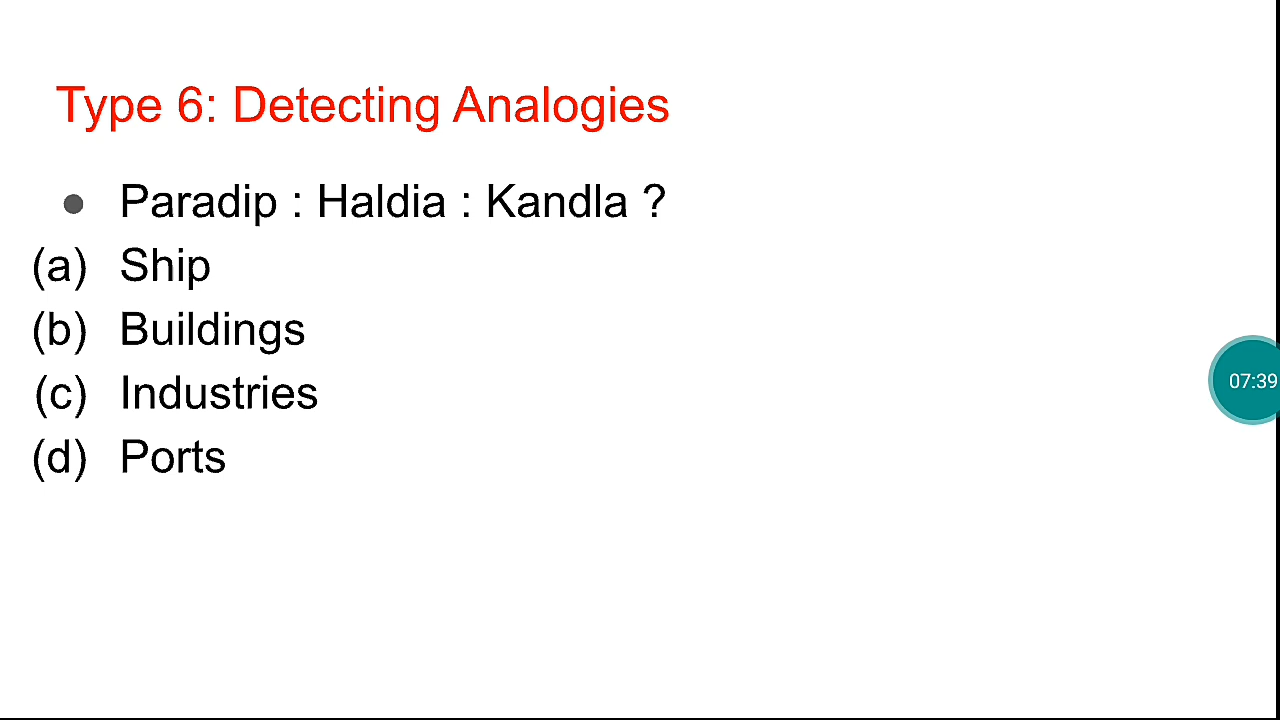 Type 6: Detecting Analogies
● Paradip : Haldia : Kandla ?
(a) Ship
(b) Buildings
(c) Industries
(d) Ports
07:39